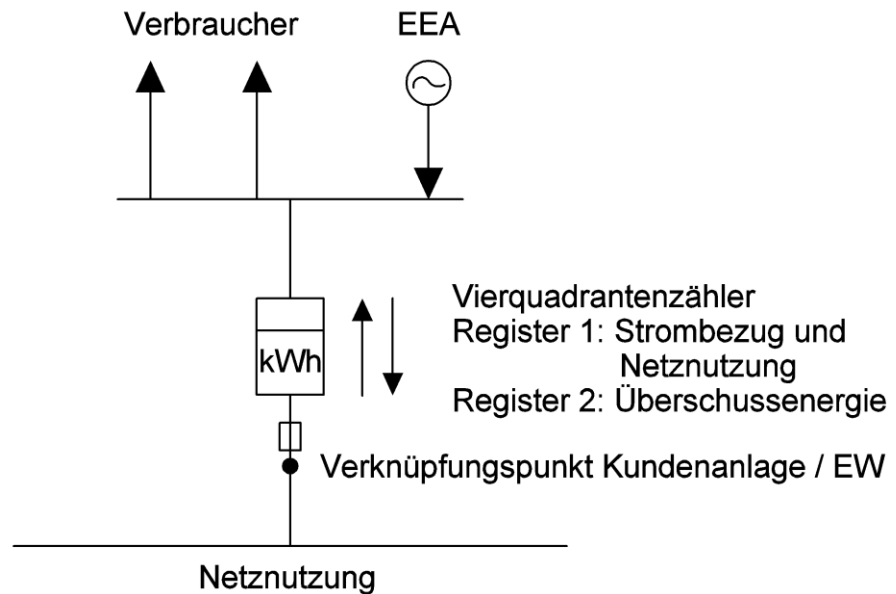 Verbraucher EEA
Vierquadrantenzähler
Register 1: Strombezug und
Netznutzung
kWh
Register 2: Überschussenergie
Verknüpfungspunkt Kundenanlage / EW
Netznutzung